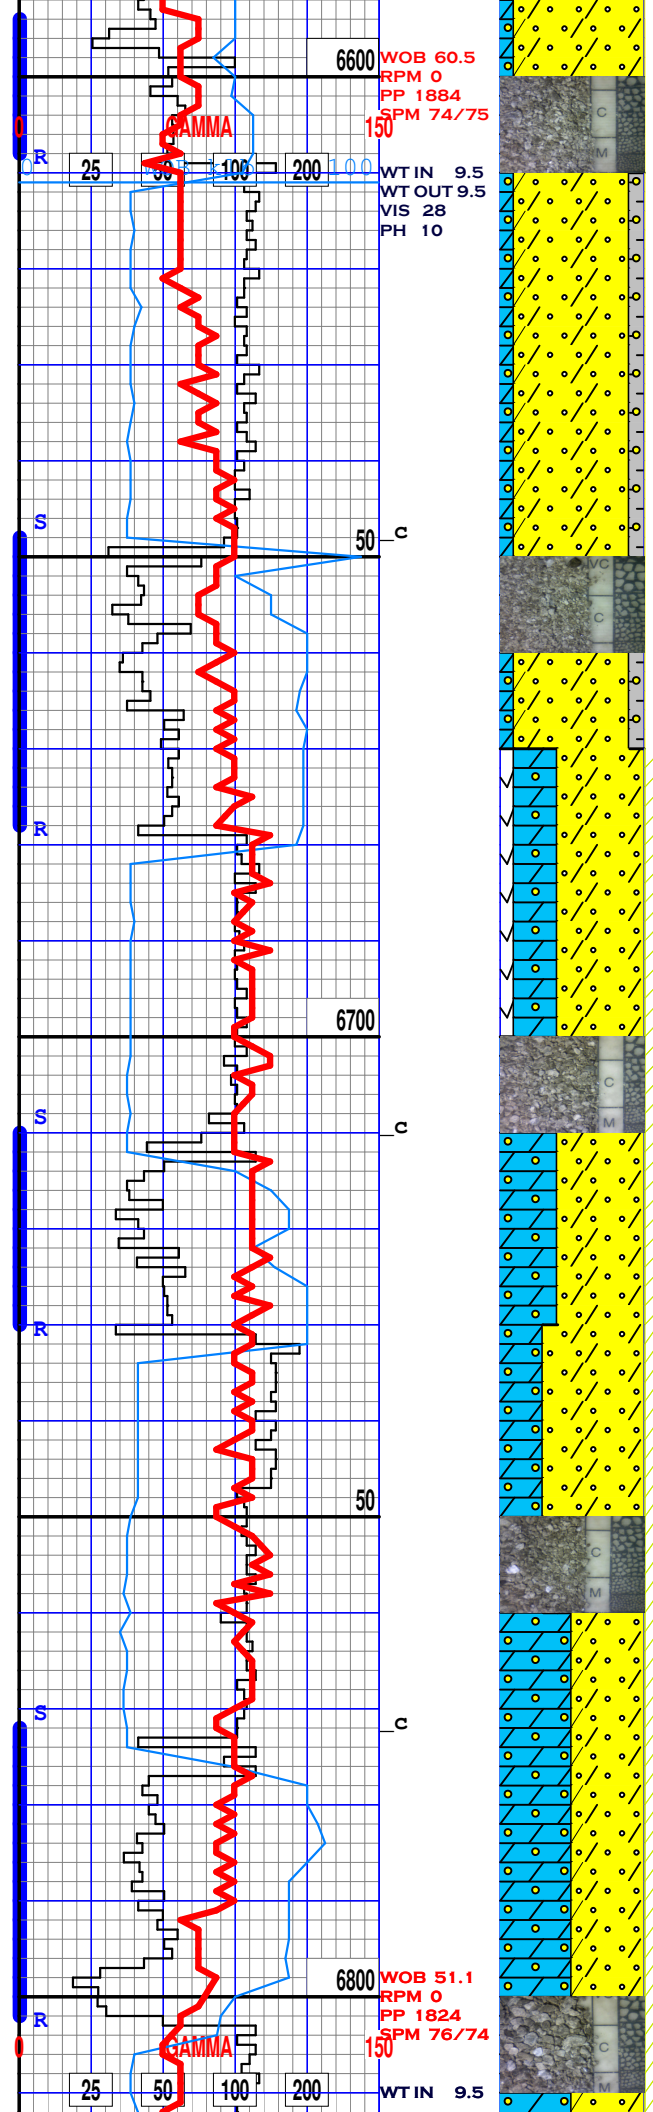 6600
WOB 60.5
RPM 0
PP 1884
SPM 74/75
0 GAMMA 150
C
M
R
0 WOB 100
25 50 100 200
WT IN 9.5
WT OUT 9.5
VIS 28
PH 10
S
50 C
VC
C
R
6700
S
C
C
M
R
50
C
M
S
C
6800
WOB 51.1
RPM 0
PP 1824
SPM 76/74
R
0 GAMMA 150
C
M
25 50 100 200
WT IN 9.5